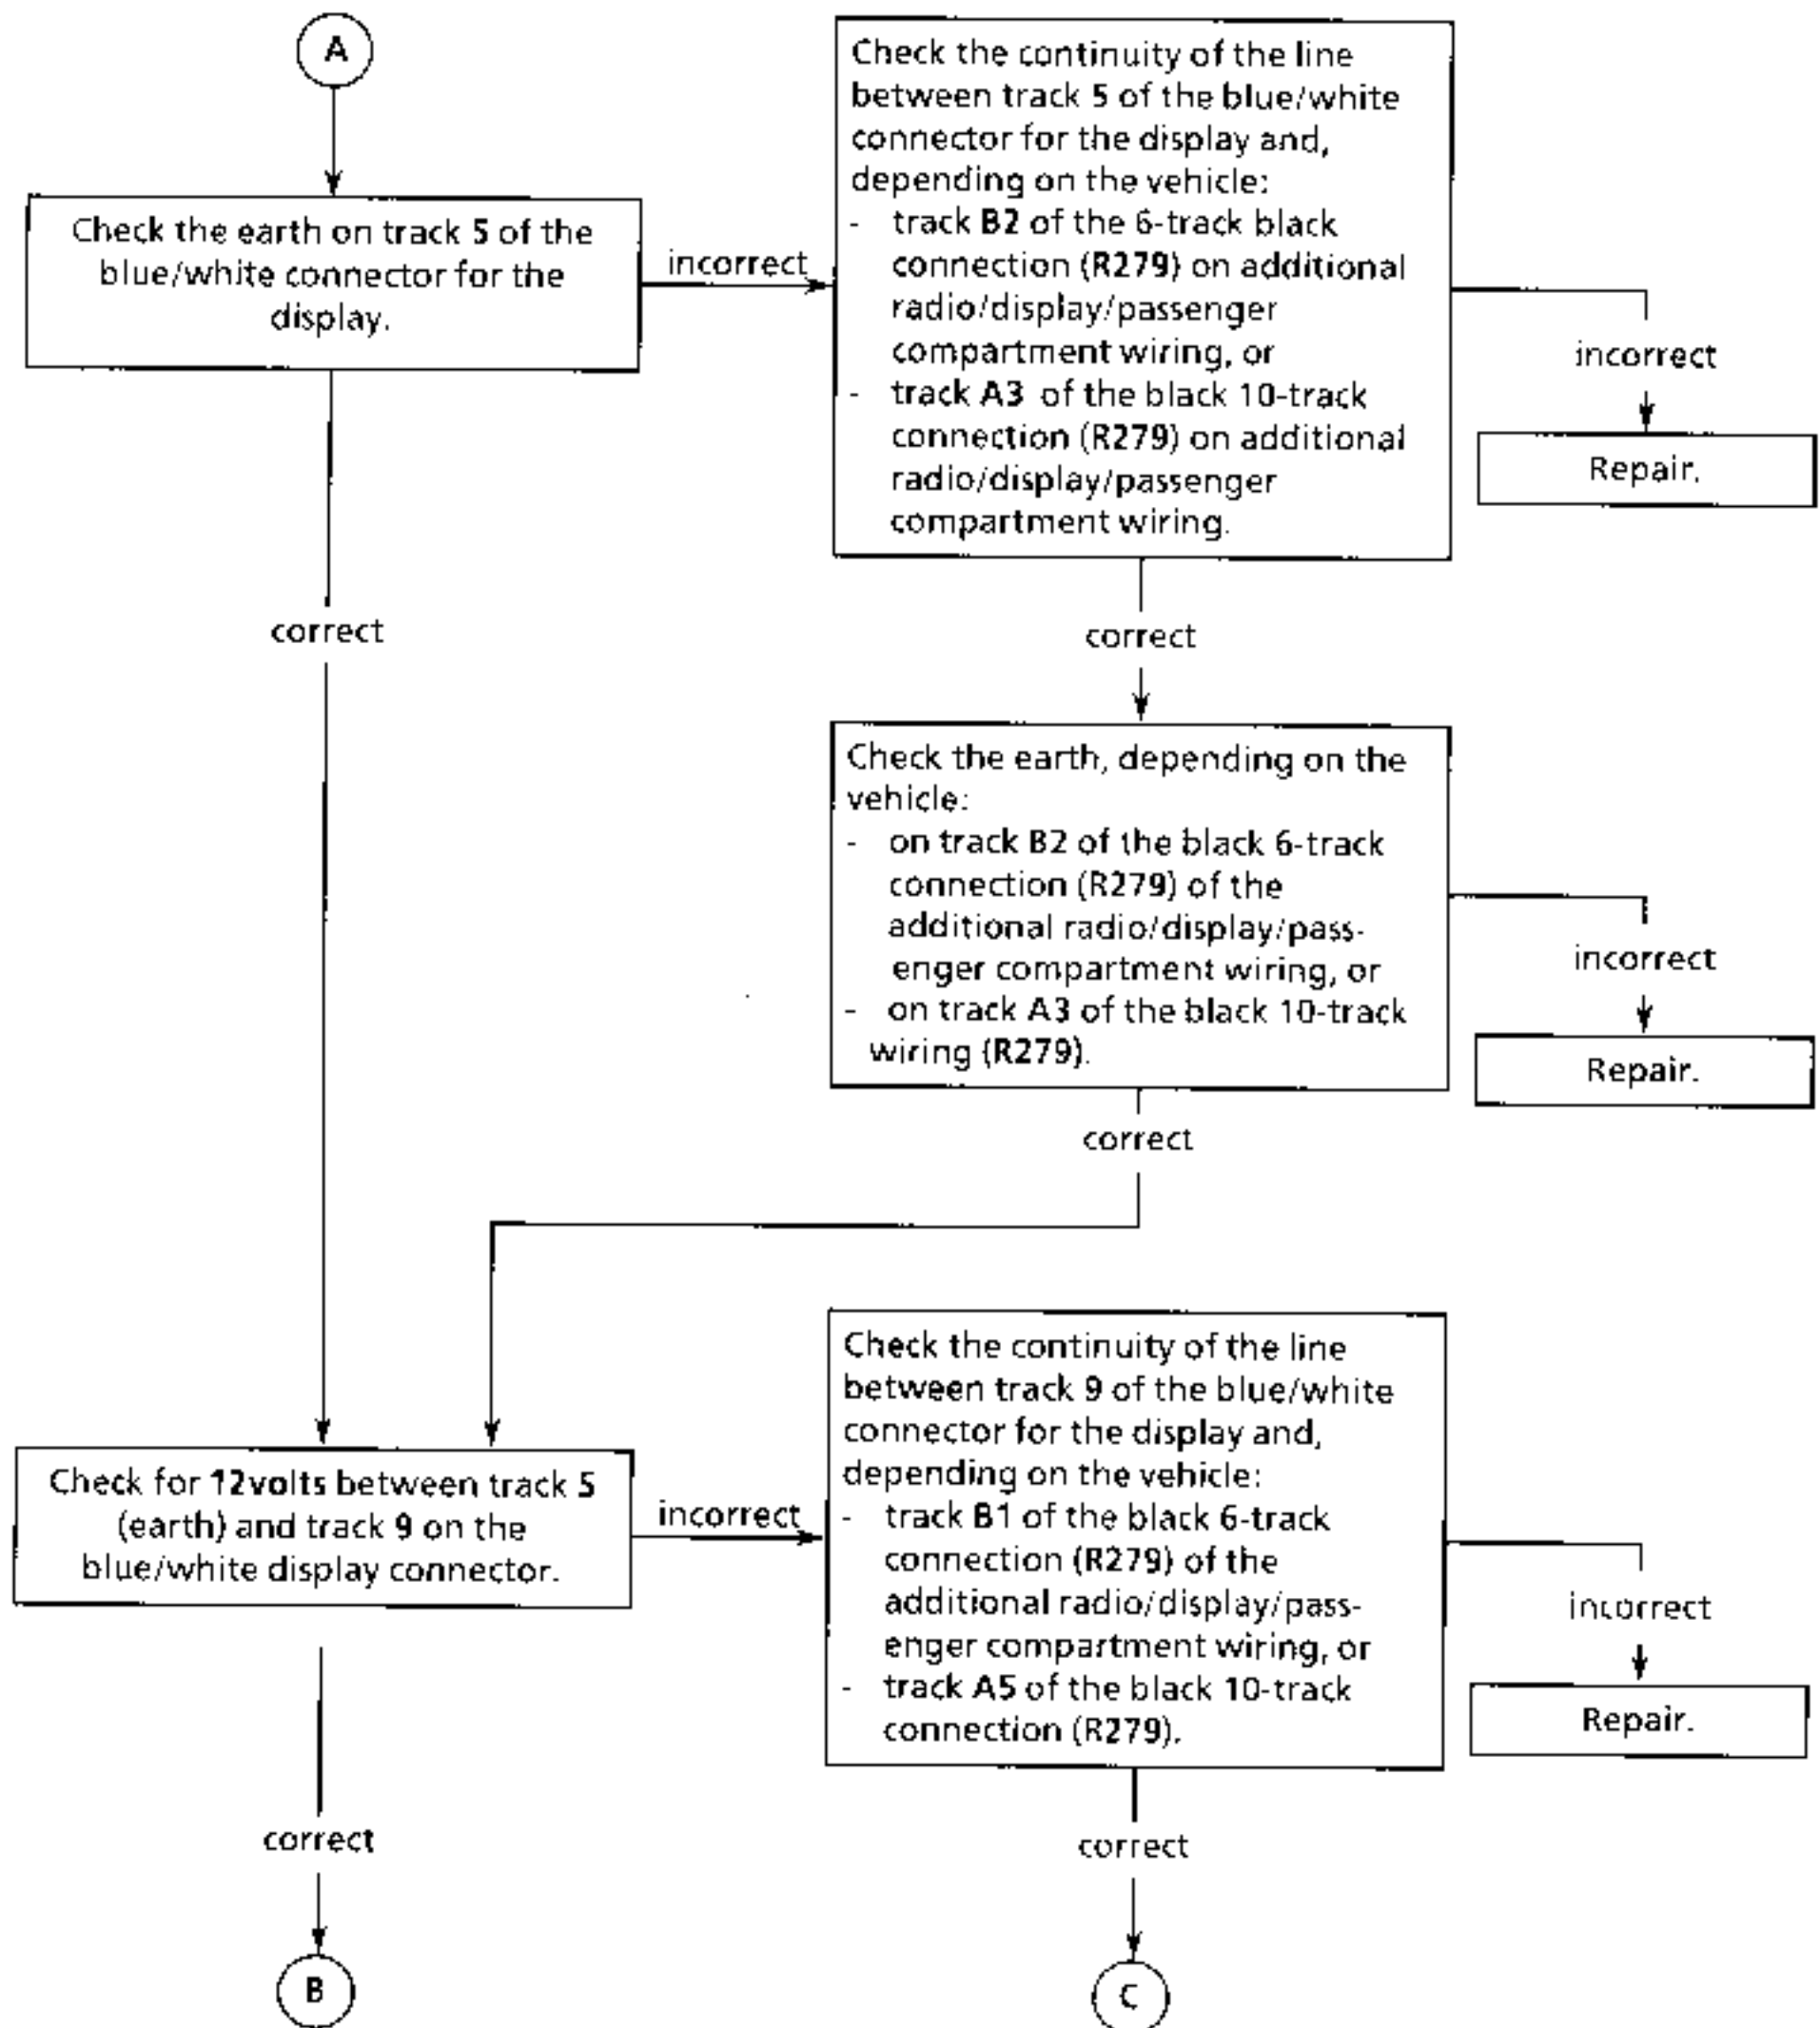 A
Check the earth on track 5 of the
blue/white connector for the
display.
incorrect
Check the continuity of the line
between track 5 of the blue/white
connector for the display and,
depending on the vehicle:
- track B2 of the 6-track black
connection (R279) on additional
radio/display/passenger
compartment wiring, or
- track A3 of the black 10-track
connection (R279) on additional
radio/display/passenger
compartment wiring.
incorrect
Repair.
correct
correct
Check the earth, depending on the
vehicle:
- on track B2 of the black 6-track
connection (R279) of the
additional radio/display/pass-
enger compartment wiring, or
- on track A3 of the black 10-track
wiring (R279).
incorrect
Repair.
correct
Check for 12volts between track 5
(earth) and track 9 on the
blue/white display connector.
incorrect
Check the continuity of the line
between track 9 of the blue/white
connector for the display and,
depending on the vehicle:
- track B1 of the black 6-track
connection (R279) of the
additional radio/display/pass-
enger compartment wiring, or
- track A5 of the black 10-track
connection (R279).
incorrect
Repair.
correct
correct
B
C